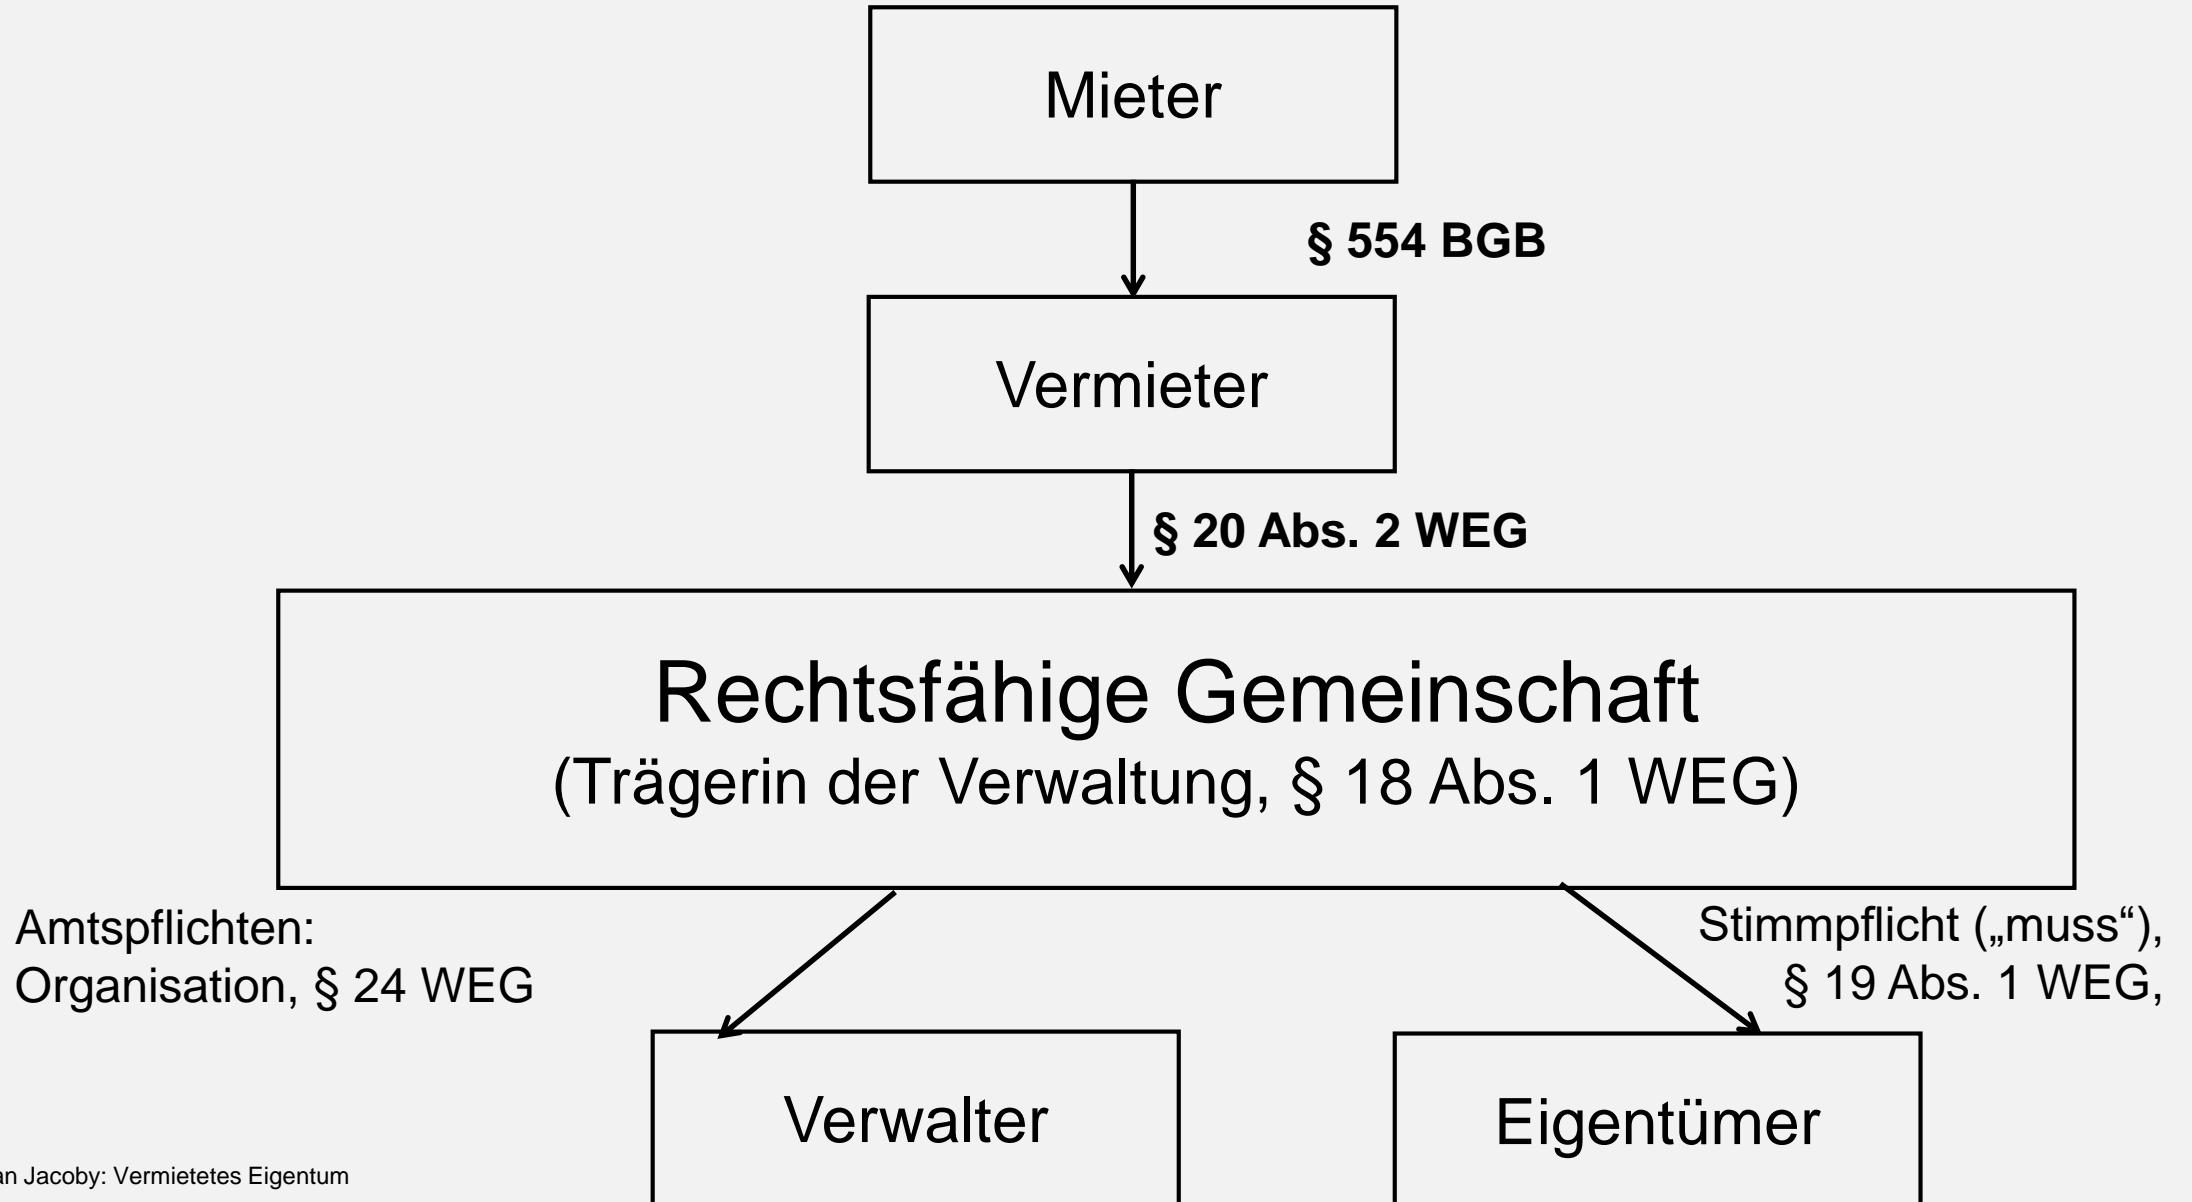 Mieter
§ 554 BGB
Vermieter
§ 20 Abs. 2 WEG
Rechtsfähige Gemeinschaft
(Trägerin der Verwaltung, § 18 Abs. 1 WEG)
Amtspflichten:
Organisation, § 24 WEG
Stimmpflicht („muss“),
§ 19 Abs. 1 WEG,
Verwalter
Eigentümer
an Jacoby: Vermietetes Eigentum